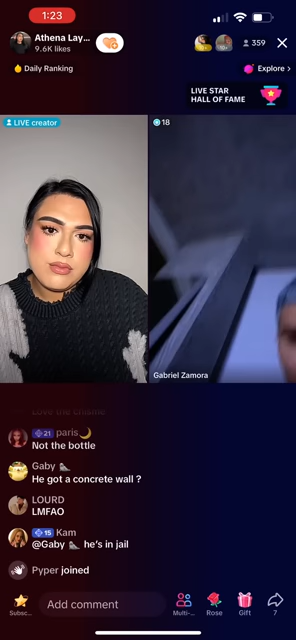 1:23
Athena Lay...
9.6K likes
359
Daily Ranking
Explore >
LIVE STAR
HALL OF FAME
LIVE creator
18
Gabriel Zamora
21 paris🌙
Not the bottle
Gaby
He got a concrete wall ?
LOURD
LMFAO
15 Kam
@Gaby he's in jail
Pyper joined
Subsc...
Add comment
Multi-...
Rose
Gift
7